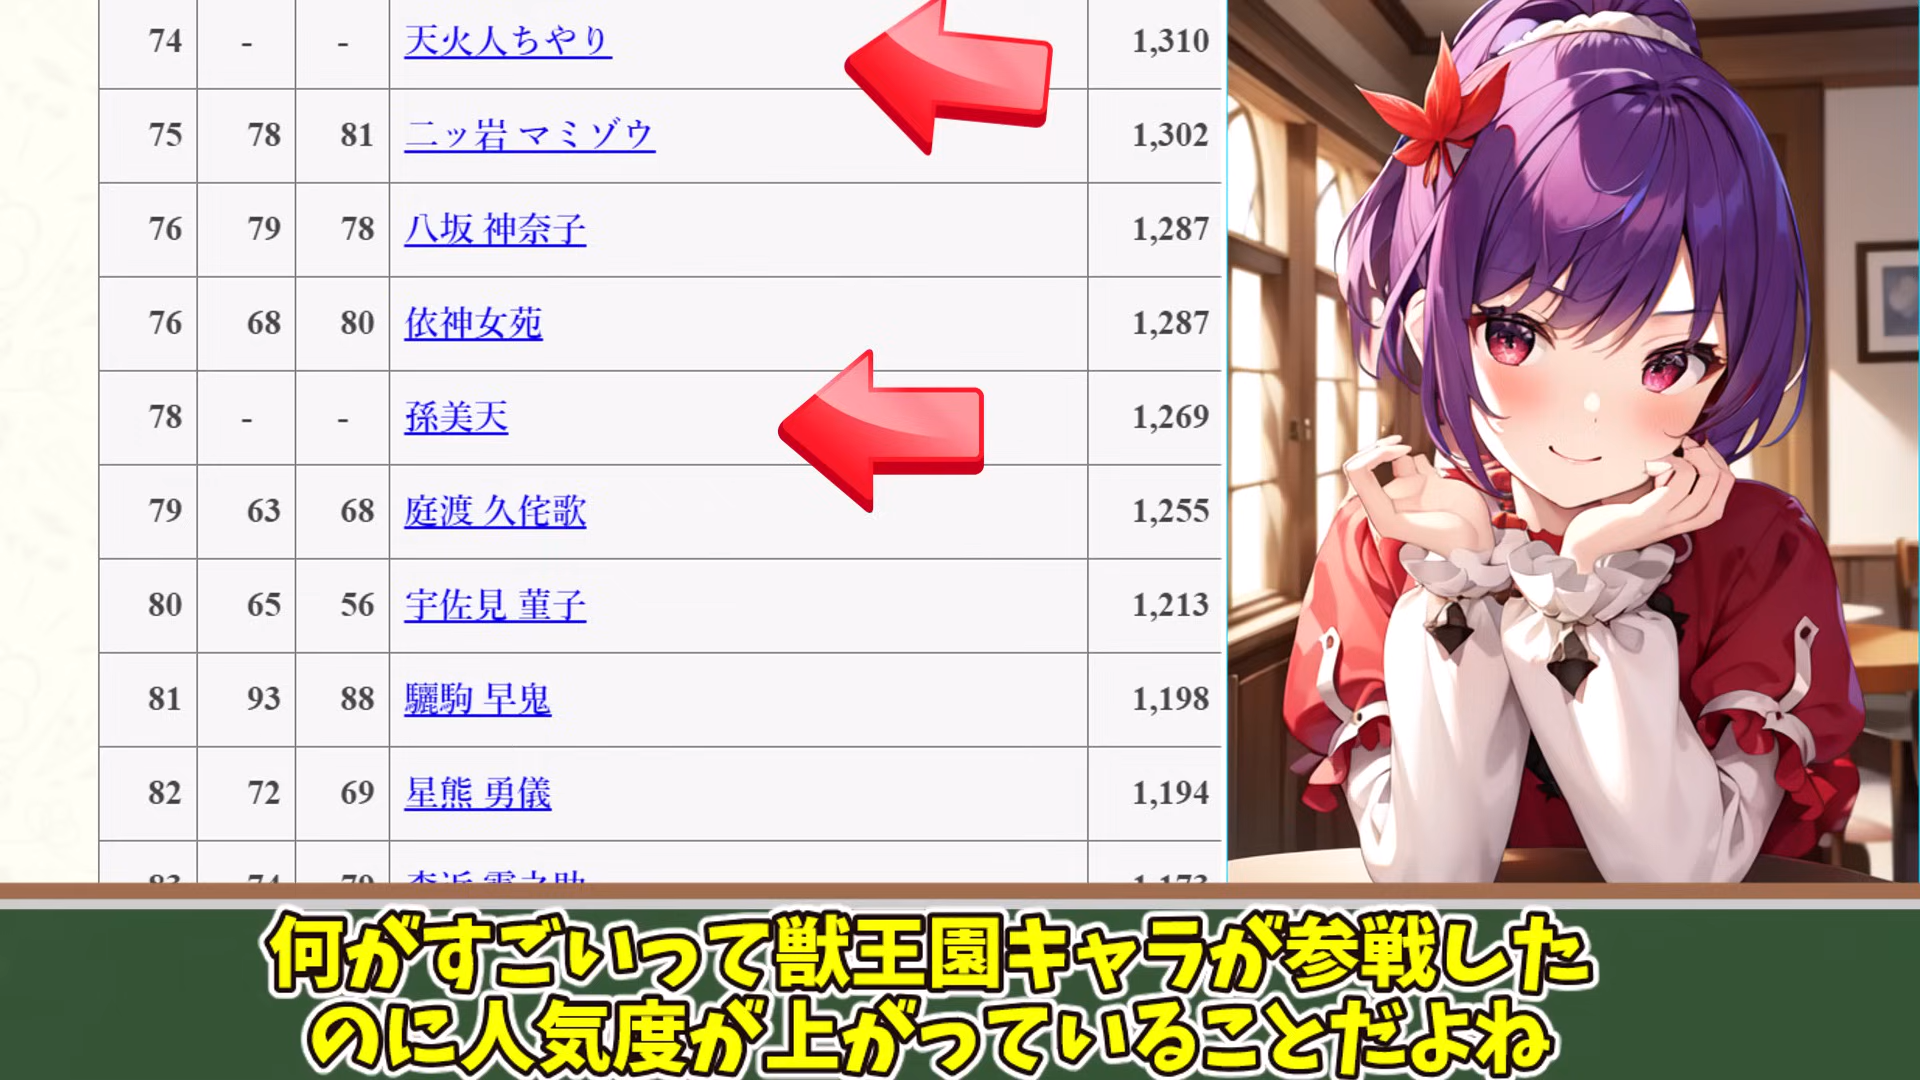 74 - - 天火人ちやり 1,310
75 78 81 二ッ岩 マミゾウ 1,302
76 79 78 八坂 神奈子 1,287
76 68 80 依神女苑 1,287
78 - - 孫美天 1,269
79 63 68 庭渡 久侘歌 1,255
80 65 56 宇佐見 菫子 1,213
81 93 88 驪駒 早鬼 1,198
82 72 69 星熊 勇儀 1,194
何がすごいって獣王園キャラが参戦した
のに人気度が上がっていることだよね